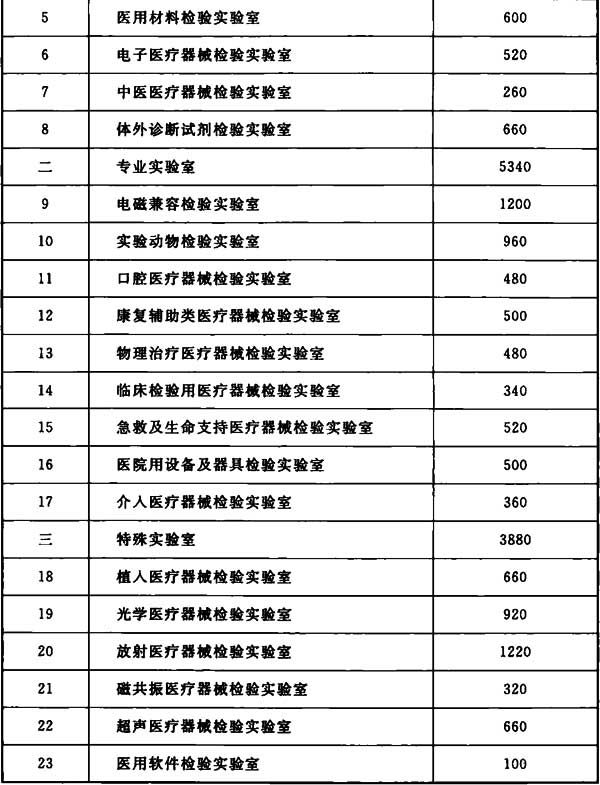 5 医用材料检验实验室 600
6 电子医疗器械检验实验室 520
7 中医医疗器械检验实验室 260
8 体外诊断试剂检验实验室 660
二 专业实验室 5340
9 电磁兼容检验实验室 1200
10 实验动物检验实验室 960
11 口腔医疗器械检验实验室 480
12 康复辅助类医疗器械检验实验室 500
13 物理治疗医疗器械检验实验室 480
14 临床检验用医疗器械检验实验室 340
15 急救及生命支持医疗器械检验实验室 520
16 医院用设备及器具检验实验室 500
17 介入医疗器械检验实验室 360
三 特殊实验室 3880
18 植入医疗器械检验实验室 660
19 光学医疗器械检验实验室 920
20 放射医疗器械检验实验室 1220
21 磁共振医疗器械检验实验室 320
22 超声医疗器械检验实验室 660
23 医用软件检验实验室 100